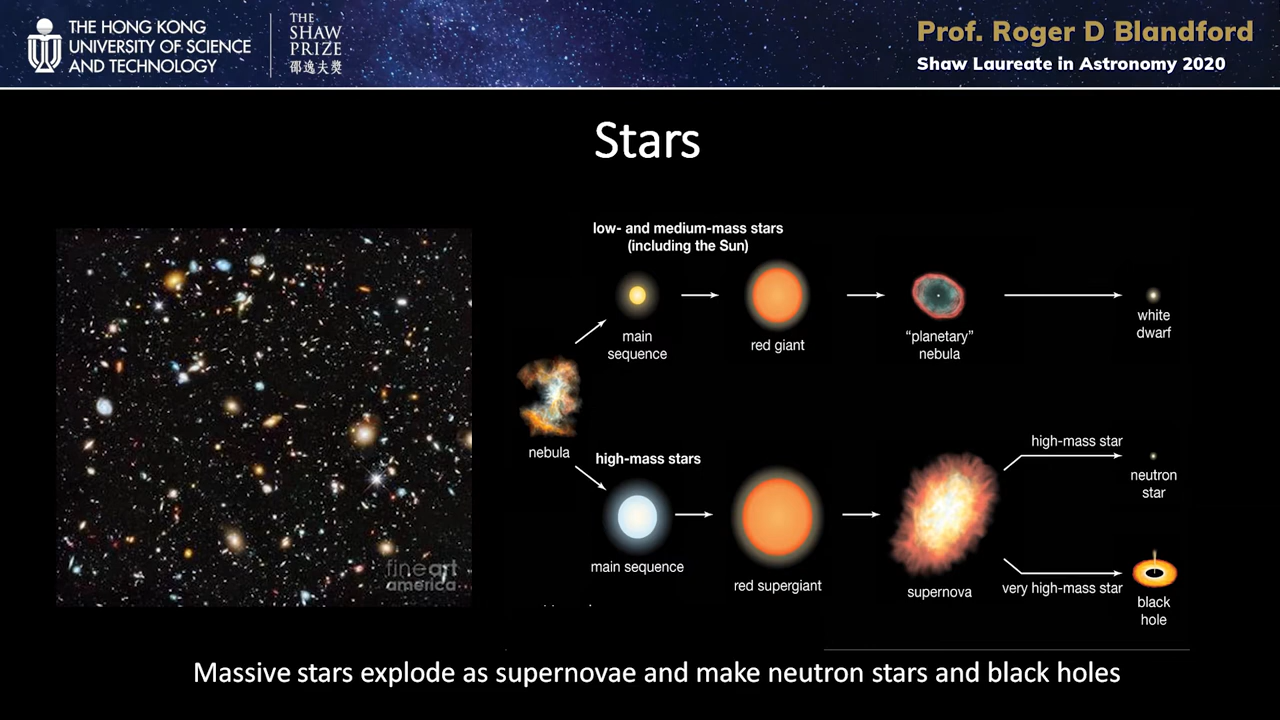 THE HONG KONG
UNIVERSITY OF SCIENCE
AND TECHNOLOGY
THE
SHAW
PRIZE
邵逸夫獎
Prof. Roger D Blandford
Shaw Laureate in Astronomy 2020
Stars
low- and medium-mass stars
(including the Sun)
main
sequence
red giant
“planetary”
nebula
white
dwarf
nebula
high-mass stars
main sequence
red supergiant
supernova
high-mass star
neutron
star
very high-mass star
black
hole
fineart
america
Massive stars explode as supernovae and make neutron stars and black holes